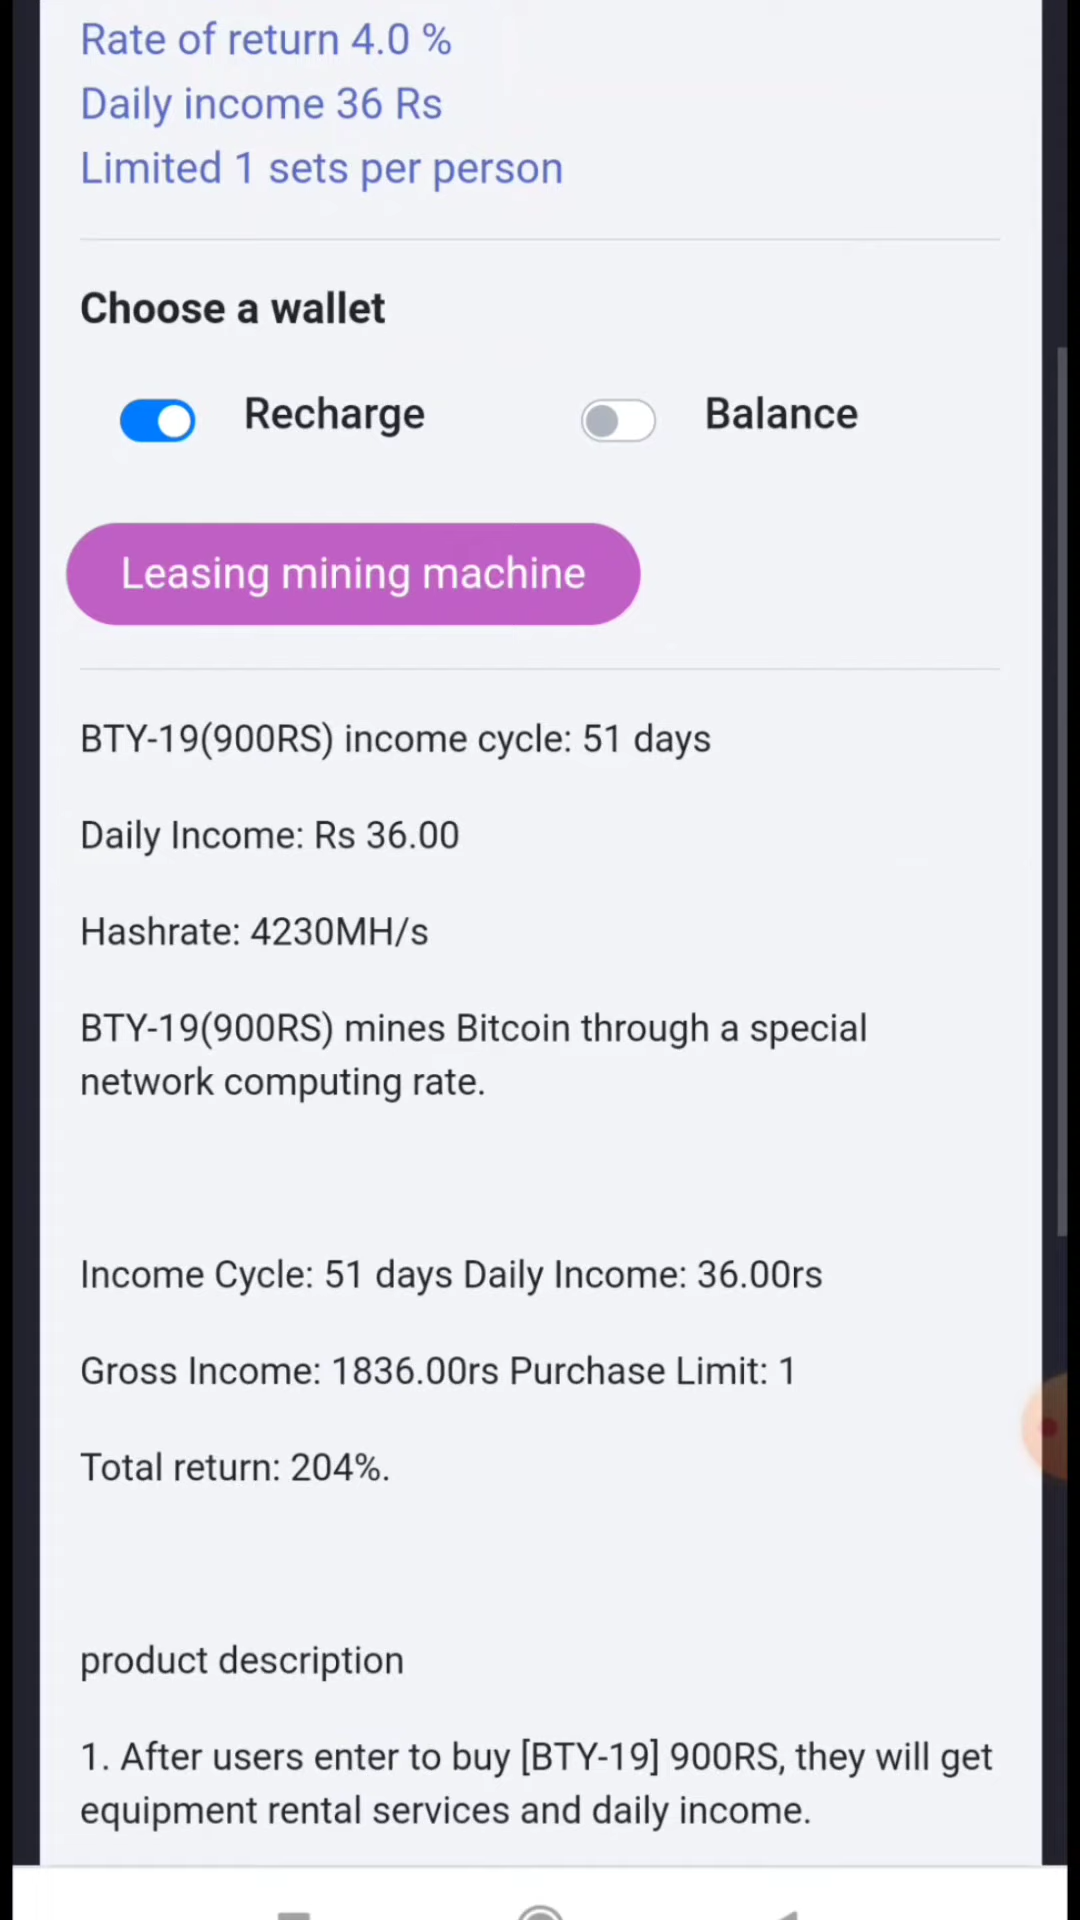 Rate of return 4.0 %
Daily income 36 Rs
Limited 1 sets per person
Choose a wallet
Recharge
Balance
Leasing mining machine
BTY-19(900RS) income cycle: 51 days
Daily Income: Rs 36.00
Hashrate: 4230MH/s
BTY-19(900RS) mines Bitcoin through a special
network computing rate.
Income Cycle: 51 days Daily Income: 36.00rs
Gross Income: 1836.00rs Purchase Limit: 1
Total return: 204%.
product description
1. After users enter to buy [BTY-19] 900RS, they will get
equipment rental services and daily income.